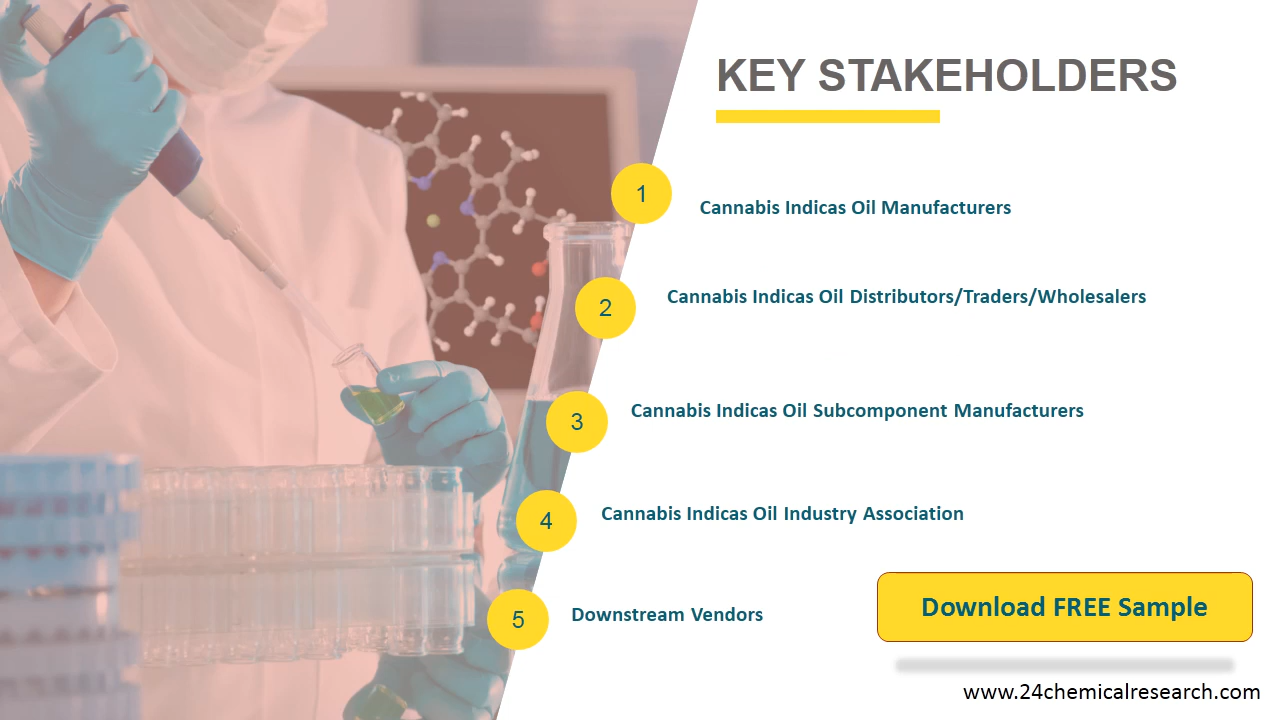 KEY STAKEHOLDERS
1
Cannabis Indicas Oil Manufacturers
2
Cannabis Indicas Oil Distributors/Traders/Wholesalers
3
Cannabis Indicas Oil Subcomponent Manufacturers
4
Cannabis Indicas Oil Industry Association
5
Downstream Vendors
Download FREE Sample
www.24chemicalresearch.com